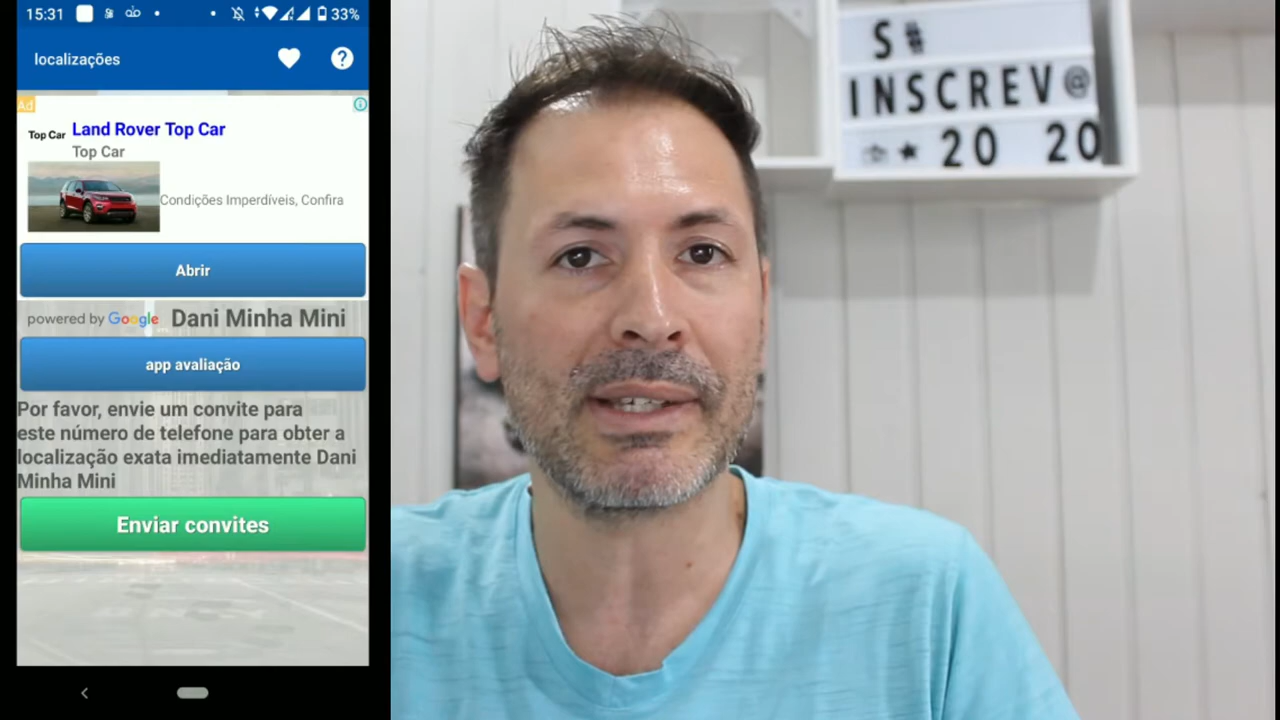 15:31
33%
localizações
Ad
Land Rover Top Car
Top Car
Top Car
Condições Imperdíveis, Confira
Abrir
powered by Google Dani Minha Mini
app avaliação
Por favor, envie um convite para
este número de telefone para obter a
localização exata imediatamente Dani
Minha Mini
Enviar convites
S#
INSCREV@
★ 20 20